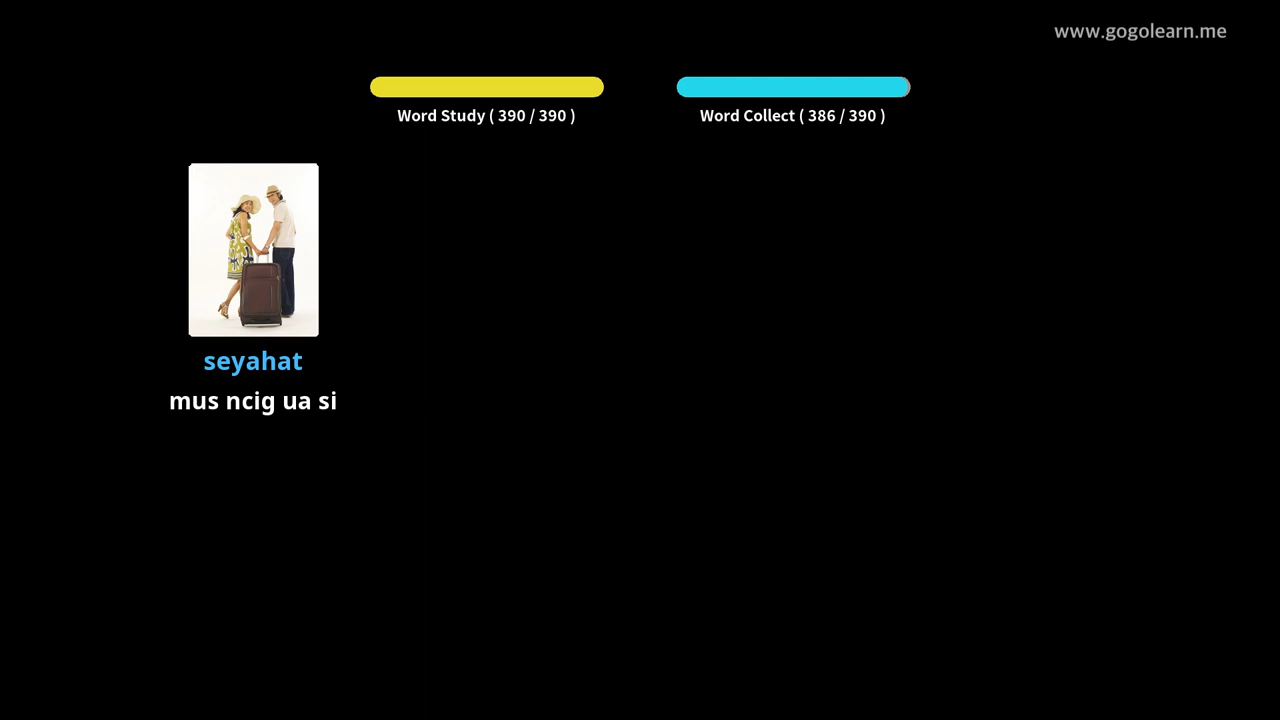 www.gogolearn.me
Word Study ( 390 / 390 )
Word Collect ( 386 / 390 )
seyahat
mus ncig ua si